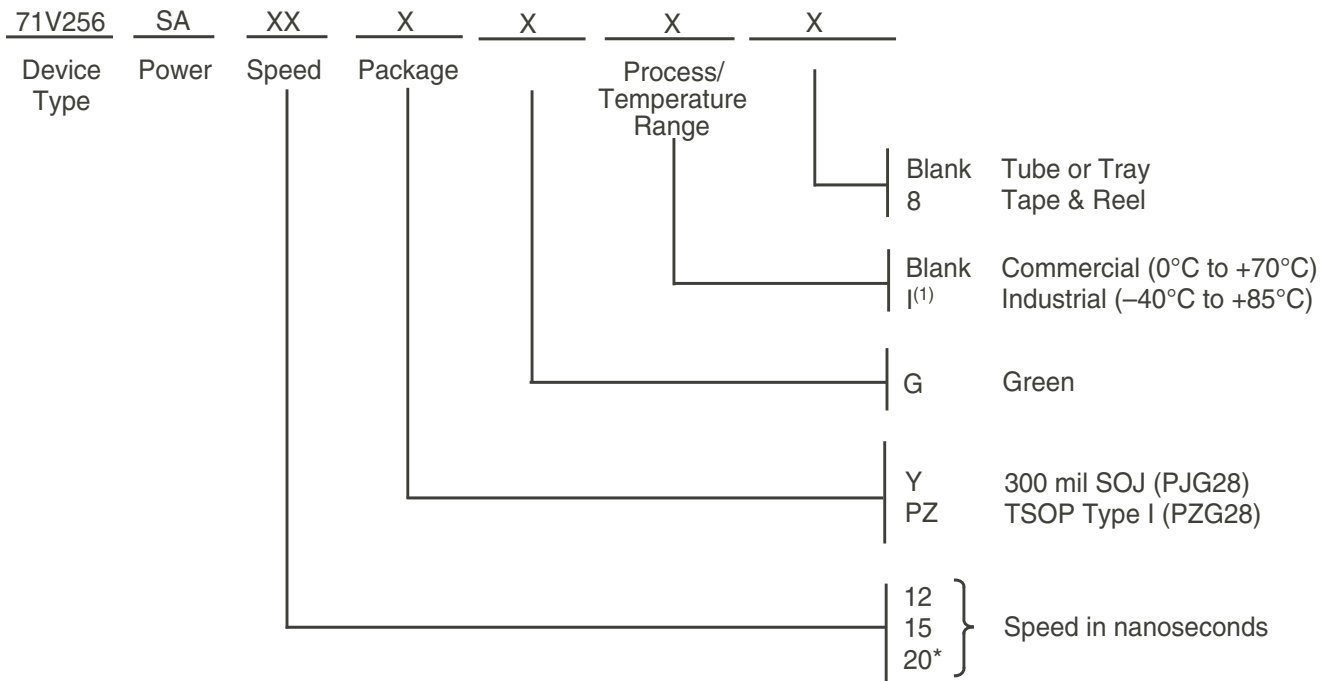 71V256 SA XX X X X X
Device Type Power Speed Package Process/ Temperature Range
Blank Tube or Tray
8 Tape & Reel
Blank Commercial (0°C to +70°C)
I(1) Industrial (–40°C to +85°C)
G Green
Y 300 mil SOJ (PJG28)
PZ TSOP Type I (PZG28)
12
15 Speed in nanoseconds
20*